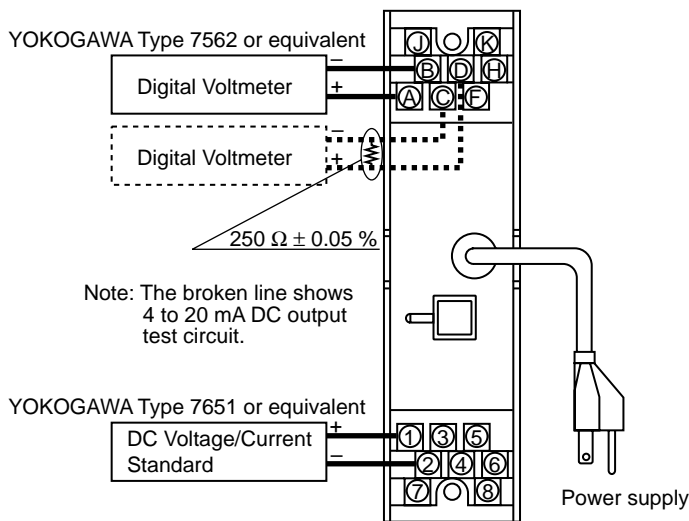 YOKOGAWA Type 7562 or equivalent
Digital Voltmeter
–
+
J K
B D H
A C F
Digital Voltmeter
–
+
250 Ω ± 0.05 %
Note: The broken line shows
4 to 20 mA DC output
test circuit.
YOKOGAWA Type 7651 or equivalent
DC Voltage/Current
Standard
+
–
1 3 5
2 4 6
7 8
Power supply